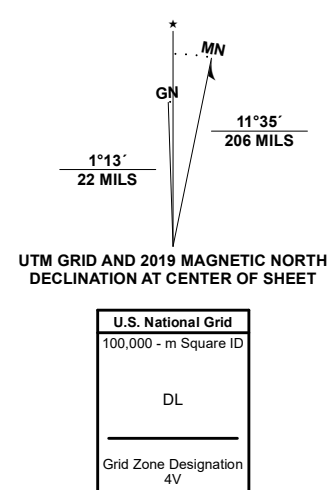 MN
GN
11°35´
206 MILS
1°13´
22 MILS
UTM GRID AND 2019 MAGNETIC NORTH
DECLINATION AT CENTER OF SHEET
U.S. National Grid
100,000 - m Square ID
DL
Grid Zone Designation
4V